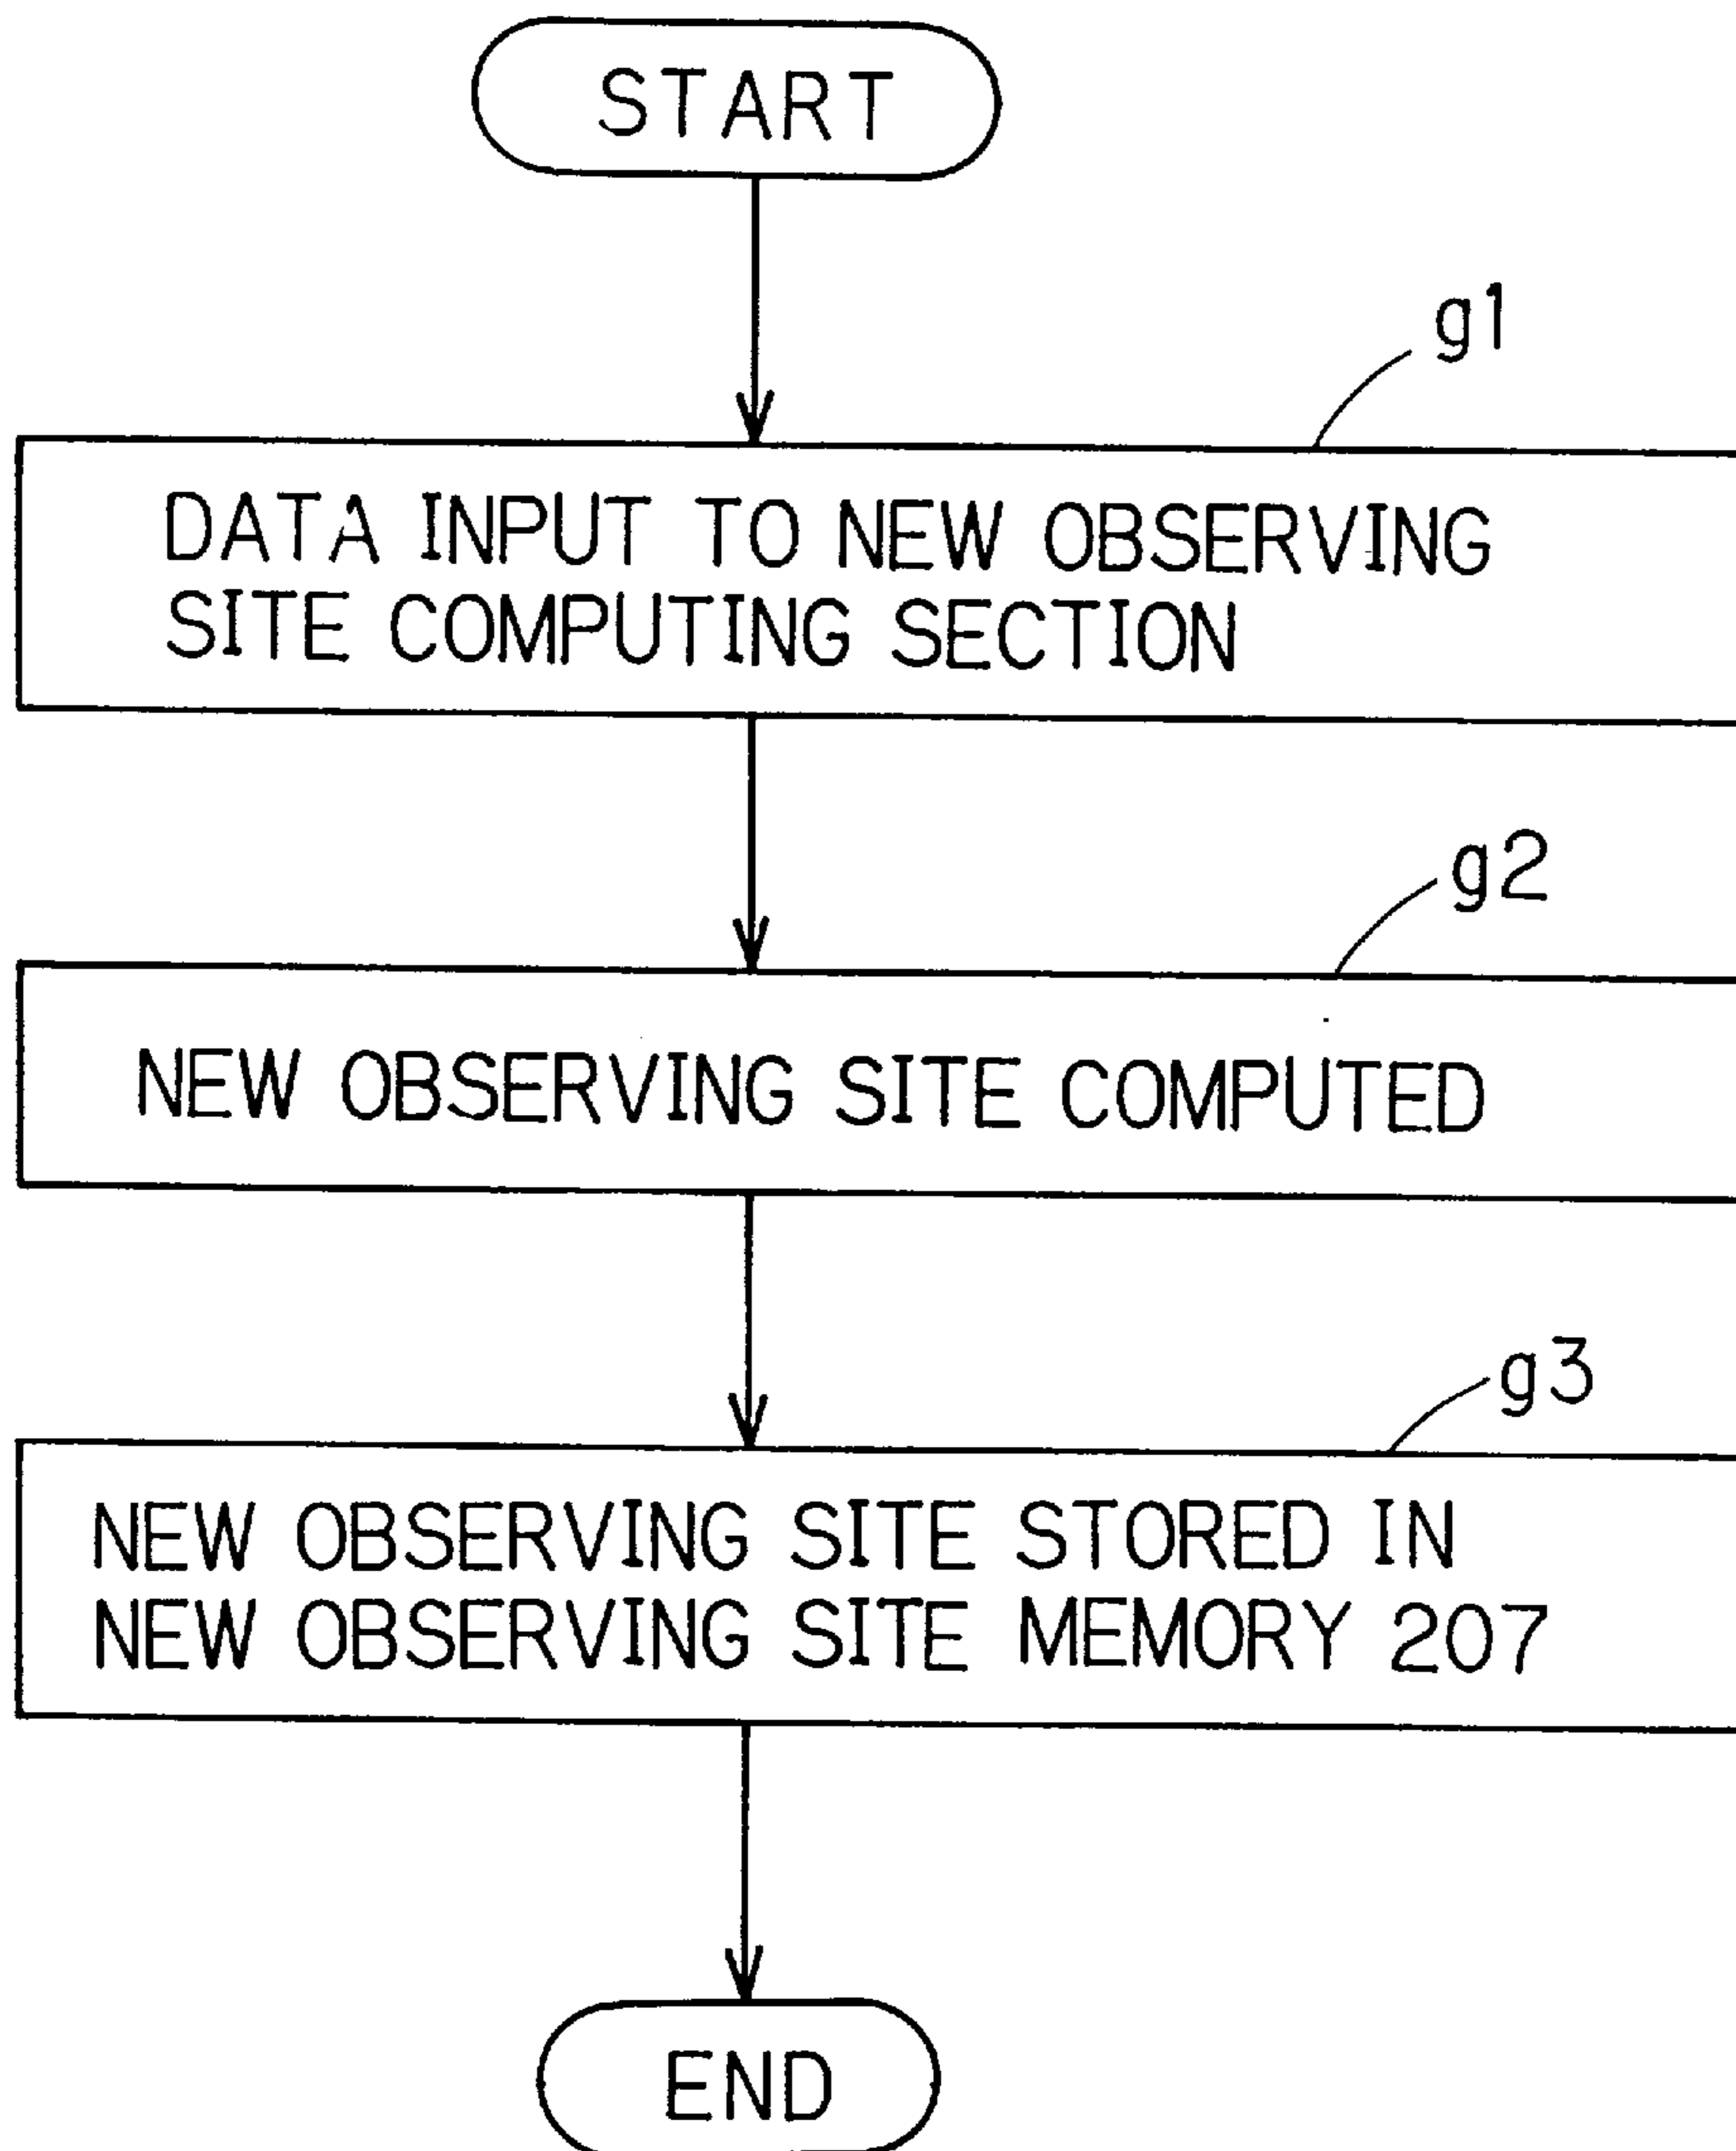 START
g1
DATA INPUT TO NEW OBSERVING
SITE COMPUTING SECTION
g2
NEW OBSERVING SITE COMPUTED
g3
NEW OBSERVING SITE STORED IN
NEW OBSERVING SITE MEMORY 207
END